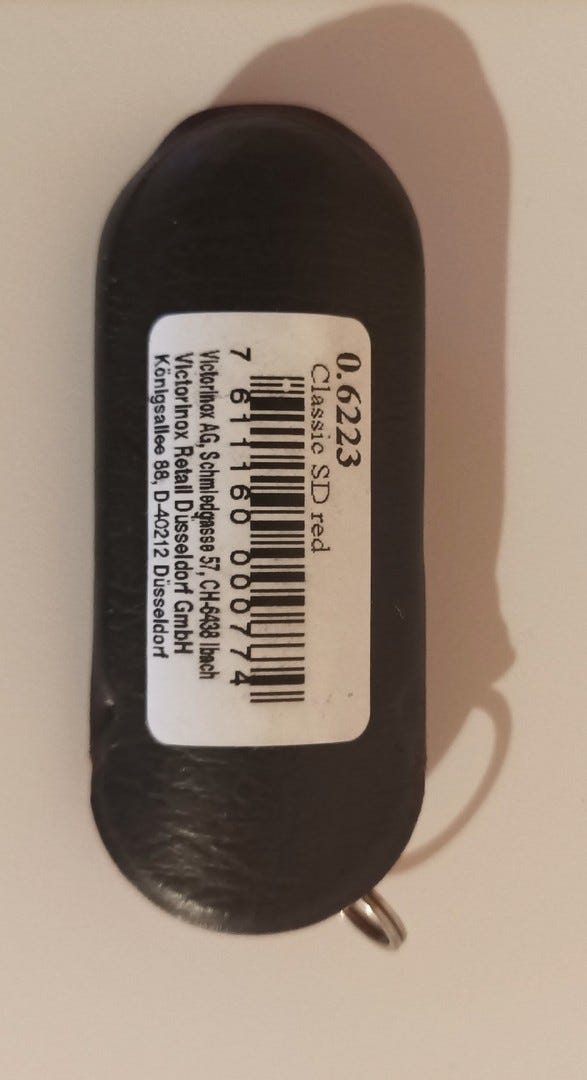 0.6223
Classic SD red
7 611160 000774
Victorinox AG, Schmiedgasse 57, CH-6438 Ibach
Victorinox Retail Düsseldorf GmbH
Königsallee 88, D-40212 Düsseldorf